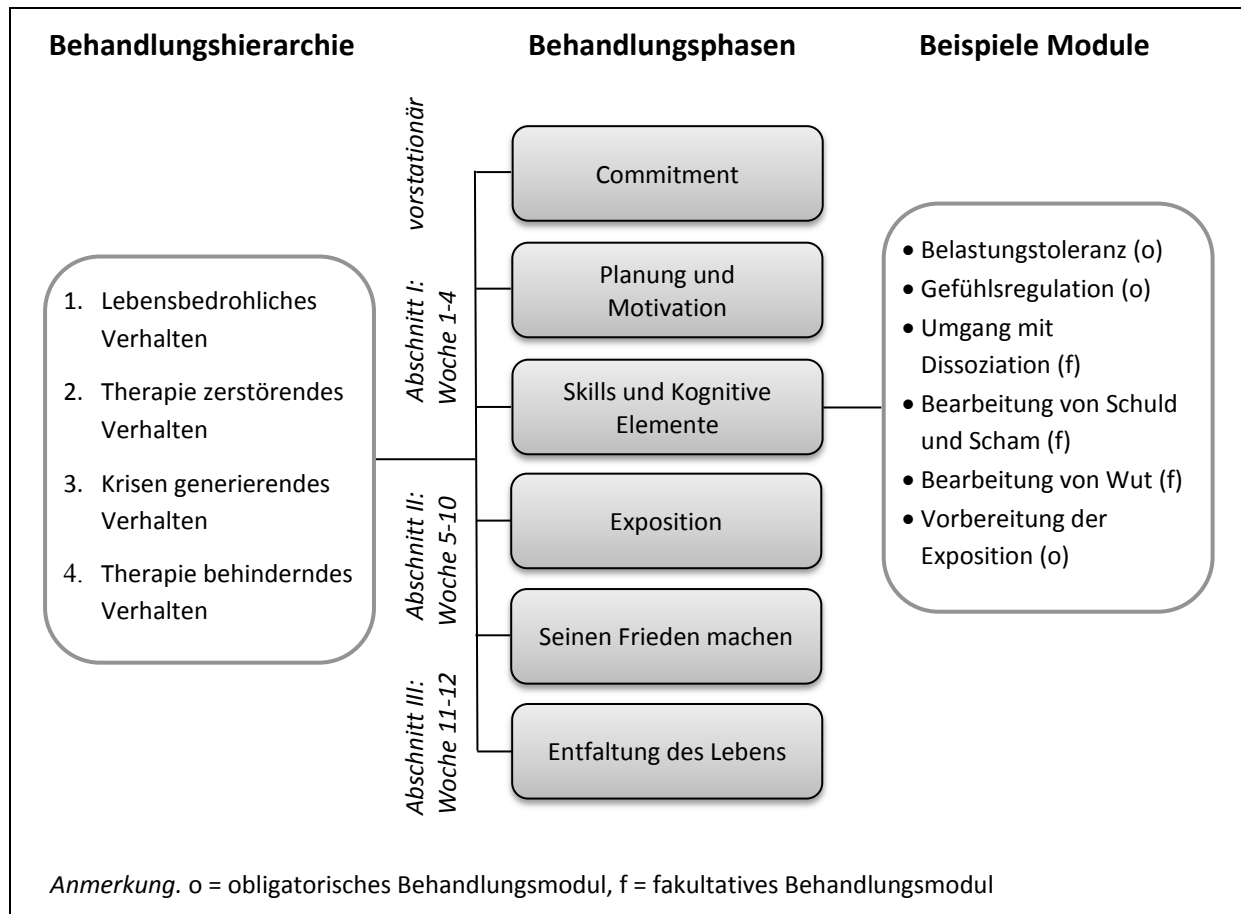 Behandlungshierarchie
1. Lebensbedrohliches
Verhalten
2. Therapie zerstörendes
Verhalten
3. Krisen generierendes
Verhalten
4. Therapie behinderndes
Verhalten
Behandlungsphasen
vorstationär
Abschnitt I:
Woche 1-4
Abschnitt II:
Woche 5-10
Abschnitt III:
Woche 11-12
Commitment
Planung und
Motivation
Skills und Kognitive
Elemente
Exposition
Seinen Frieden machen
Entfaltung des Lebens
Beispiele Module
• Belastungstoleranz (o)
• Gefühlsregulation (o)
• Umgang mit
Dissoziation (f)
• Bearbeitung von Schuld
und Scham (f)
• Bearbeitung von Wut (f)
• Vorbereitung der
Exposition (o)
Anmerkung. o = obligatorisches Behandlungsmodul, f = fakultatives Behandlungsmodul